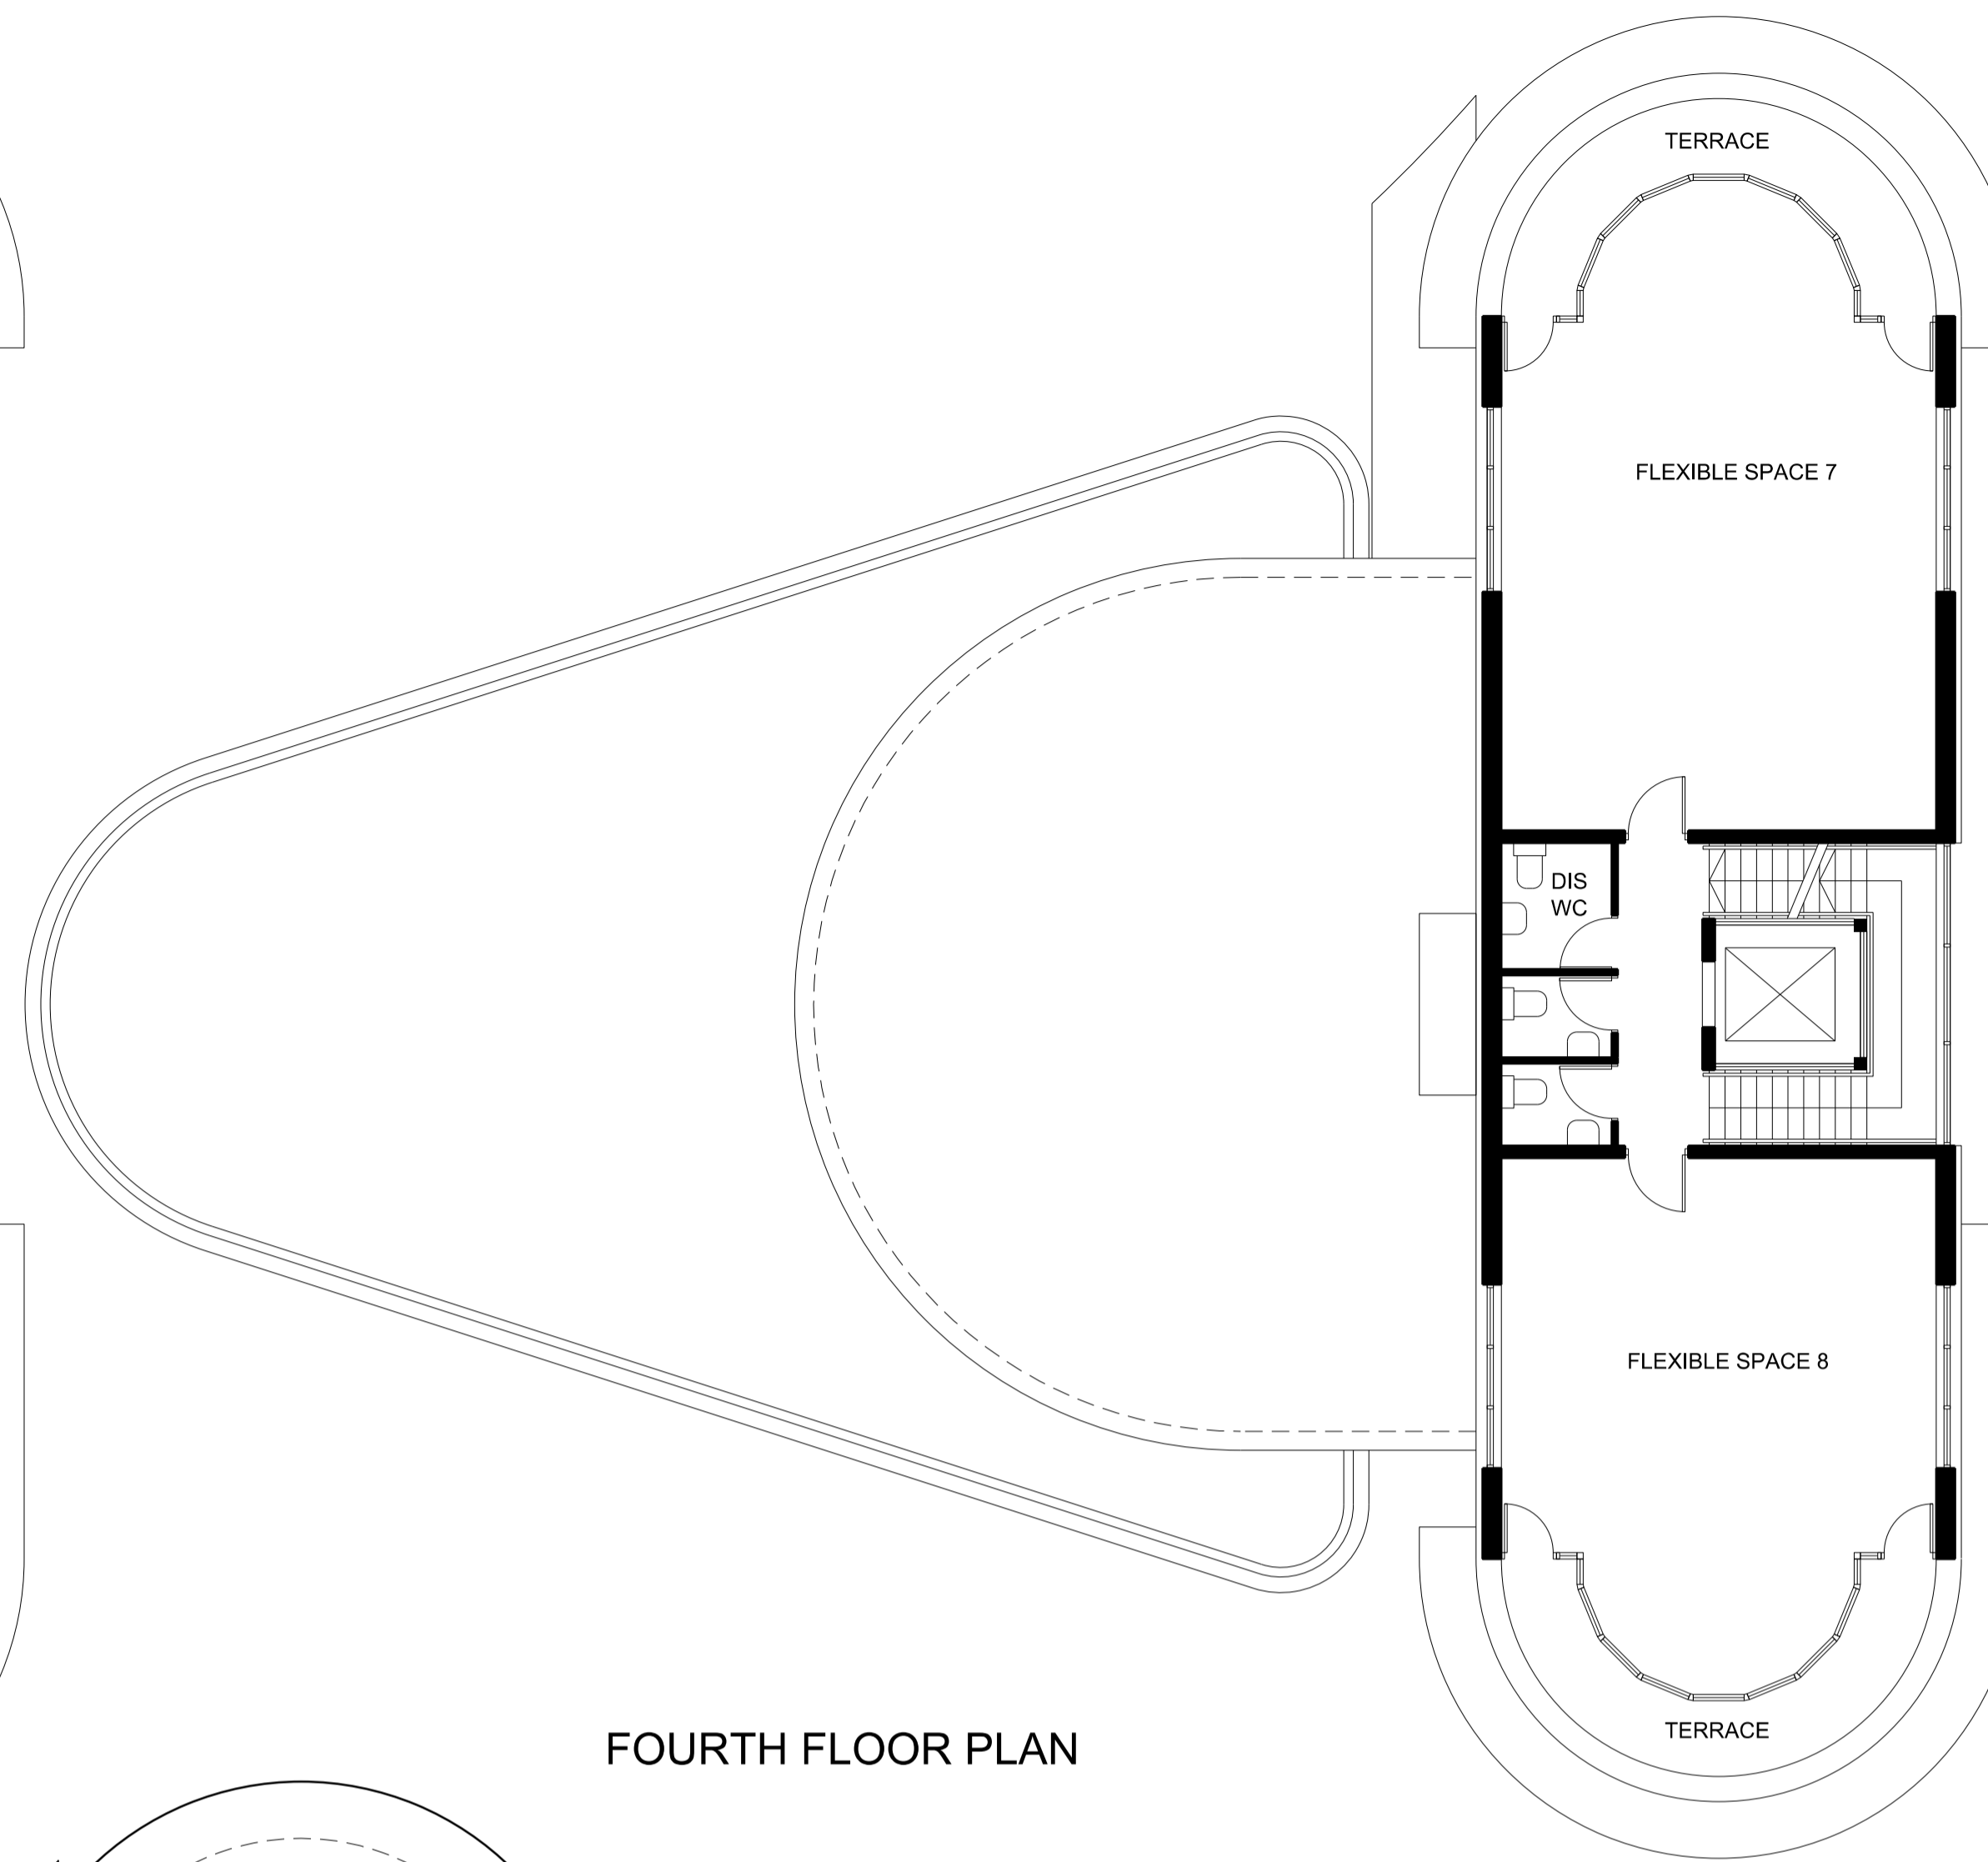 TERRACE
FLEXIBLE SPACE 7
DIS
WC
FLEXIBLE SPACE 8
TERRACE
FOURTH FLOOR PLAN